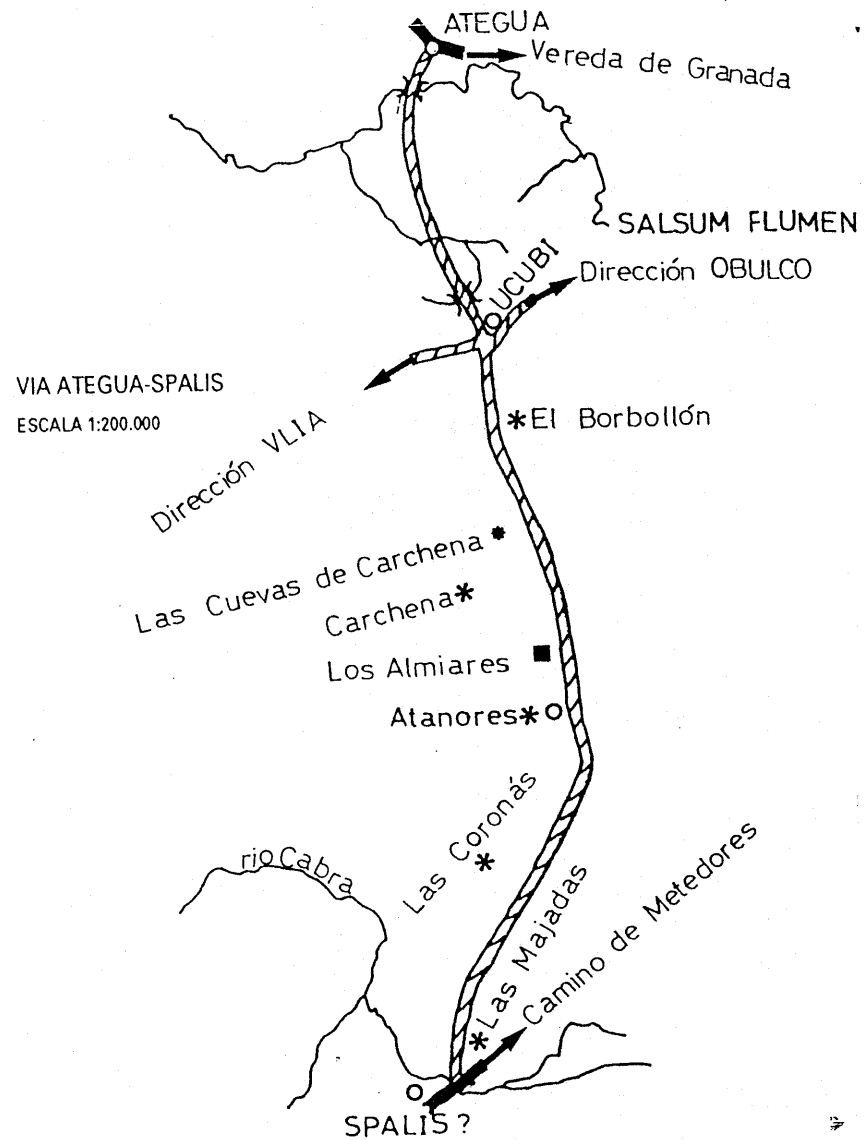 ATEGUA
Vereda de Granada
SALSUM FLUMEN
UCUBI
Dirección OBULCO
VIA ATEGUA-SPALIS
ESCALA 1:200.000
Dirección VLIA
El Borbollón
Las Cuevas de Carchena
Carchena
Los Almiares
Atanores
Las Coronás
rio Cabra
Las Majadas
Camino de Metedores
SPALIS ?